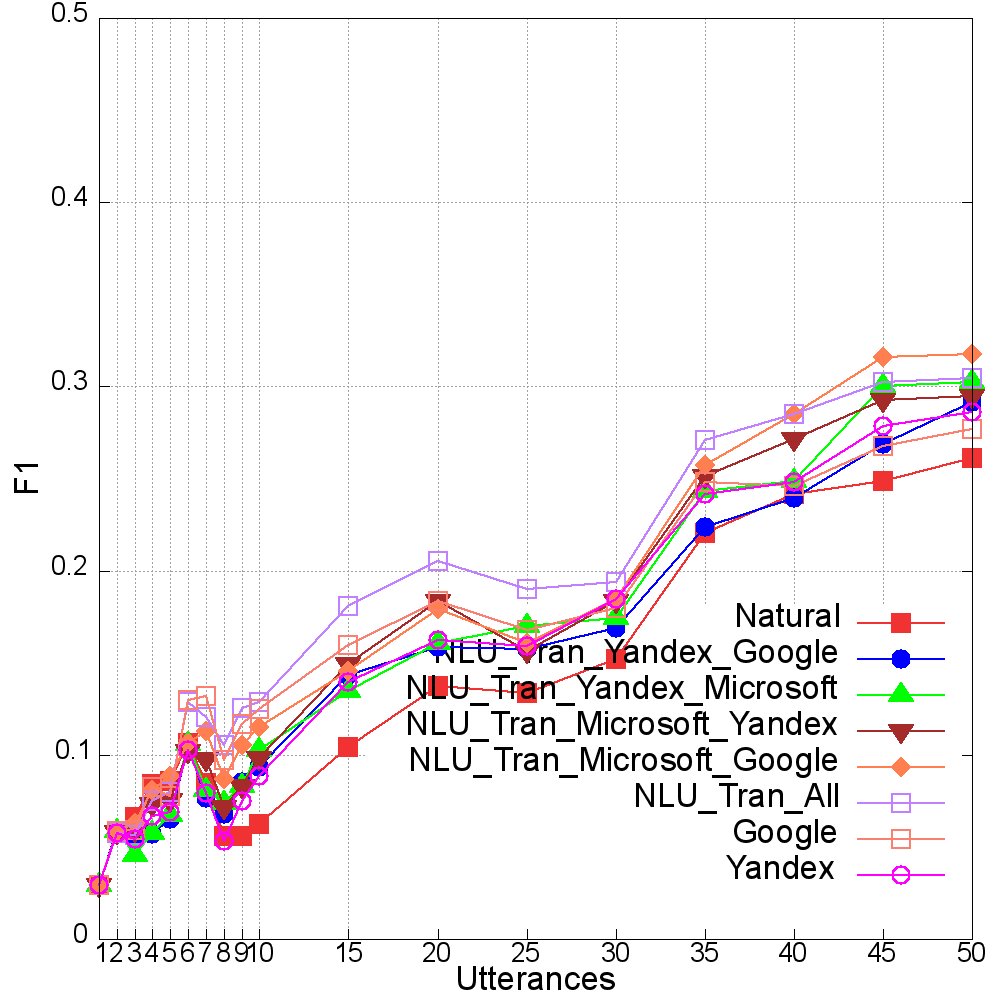 0.5
0.4
0.3
0.2
0.1
0
F1
Natural
NLU_Tran_Yandex_Google
NLU_Tran_Yandex_Microsoft
NLU_Tran_Microsoft_Yandex
NLU_Tran_Microsoft_Google
NLU_Tran_All
Google
Yandex
1 2 3 4 5 6 7 8 9 10 15 20 25 30 35 40 45 50
Utterances